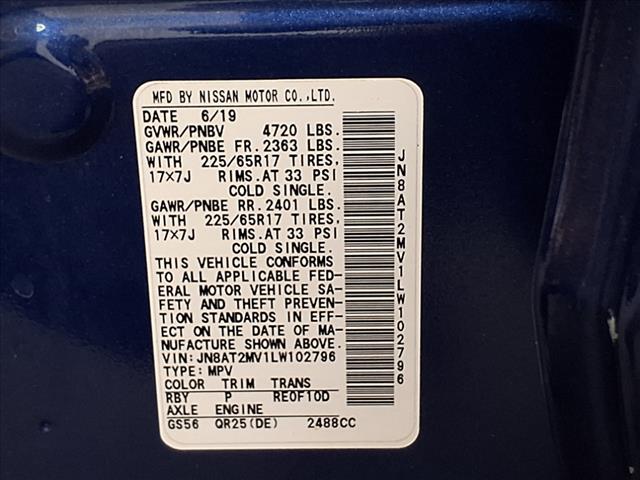 MFD BY NISSAN MOTOR CO.,LTD.
DATE 6/19
GVWR/PNBV 4720 LBS.
GAWR/PNBE FR.2363 LBS.
WITH 225/65R17 TIRES,
17×7J RIMS.AT 33 PSI
COLD SINGLE.
GAWR/PNBE RR.2401 LBS.
WITH 225/65R17 TIRES,
17×7J RIMS.AT 33 PSI
COLD SINGLE.
THIS VEHICLE CONFORMS
TO ALL APPLICABLE FED-
ERAL MOTOR VEHICLE SA-
FETY AND THEFT PREVEN-
TION STANDARDS IN EFF-
ECT ON THE DATE OF MA-
NUFACTURE SHOWN ABOVE.
VIN:JN8AT2MV1LW102796
TYPE:MPV
COLOR TRIM TRANS
RBY P RE0F10D
AXLE ENGINE
GS56 QR25(DE) 2488CC
JN8AT2MV1LW102796